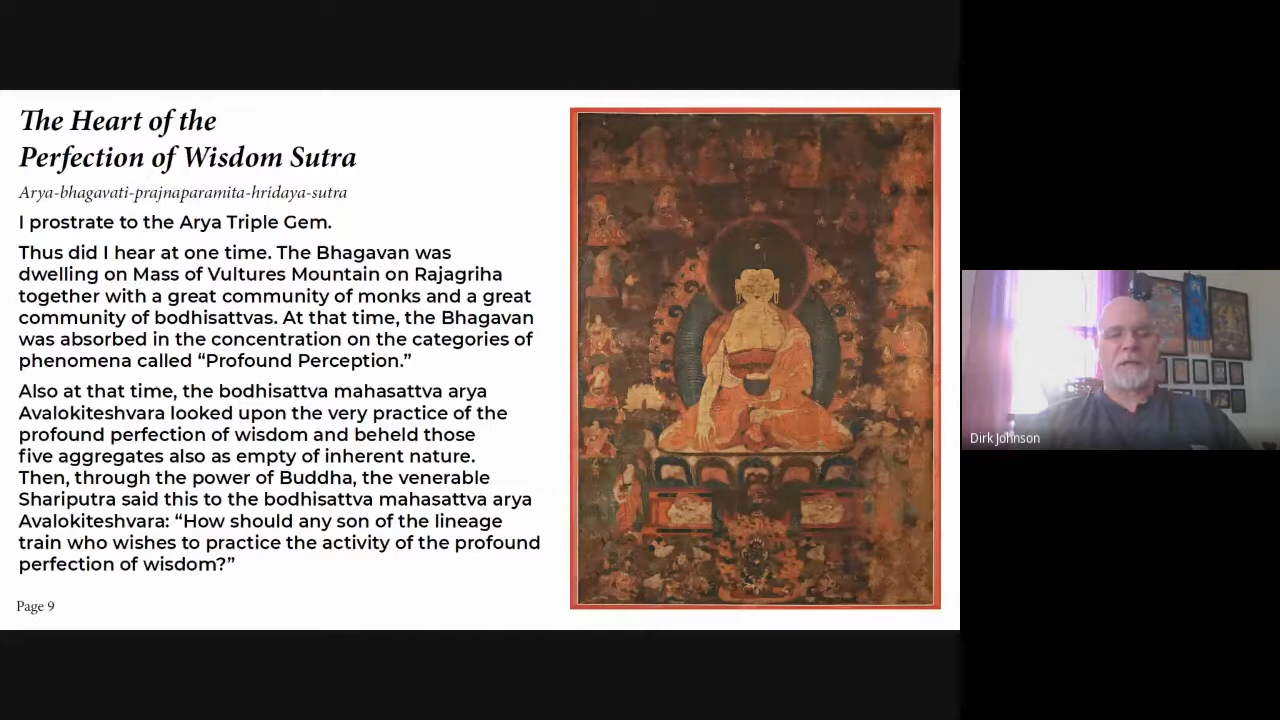 The Heart of the
Perfection of Wisdom Sutra
Arya-bhagavati-prajnaparamita-hridaya-sutra
I prostrate to the Arya Triple Gem.
Thus did I hear at one time. The Bhagavan was
dwelling on Mass of Vultures Mountain on Rajagriha
together with a great community of monks and a great
community of bodhisattvas. At that time, the Bhagavan
was absorbed in the concentration on the categories of
phenomena called “Profound Perception.”
Also at that time, the bodhisattva mahasattva arya
Avalokiteshvara looked upon the very practice of the
profound perfection of wisdom and beheld those
five aggregates also as empty of inherent nature.
Then, through the power of Buddha, the venerable
Shariputra said this to the bodhisattva mahasattva arya
Avalokiteshvara: “How should any son of the lineage
train who wishes to practice the activity of the profound
perfection of wisdom?”
Page 9
Dirk Johnson